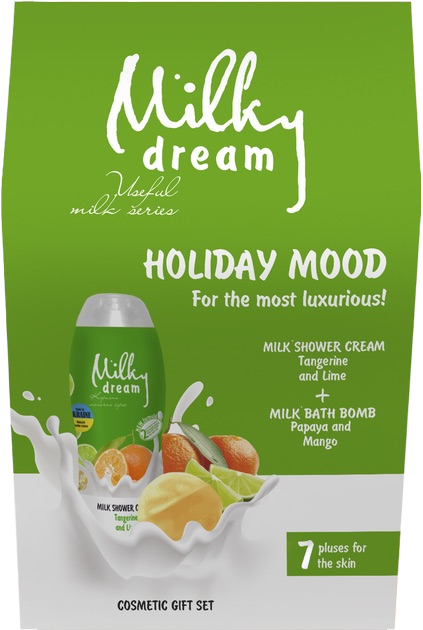 Milky
dream
Useful
milk series
HOLIDAY MOOD
For the most luxurious!
MILK SHOWER CREAM
Tangerine
and Lime
+
MILK BATH BOMB
Papaya and
Mango
Milky
dream
MILK SHOWER
Tangerine
and
7 pluses for
the skin
COSMETIC GIFT SET